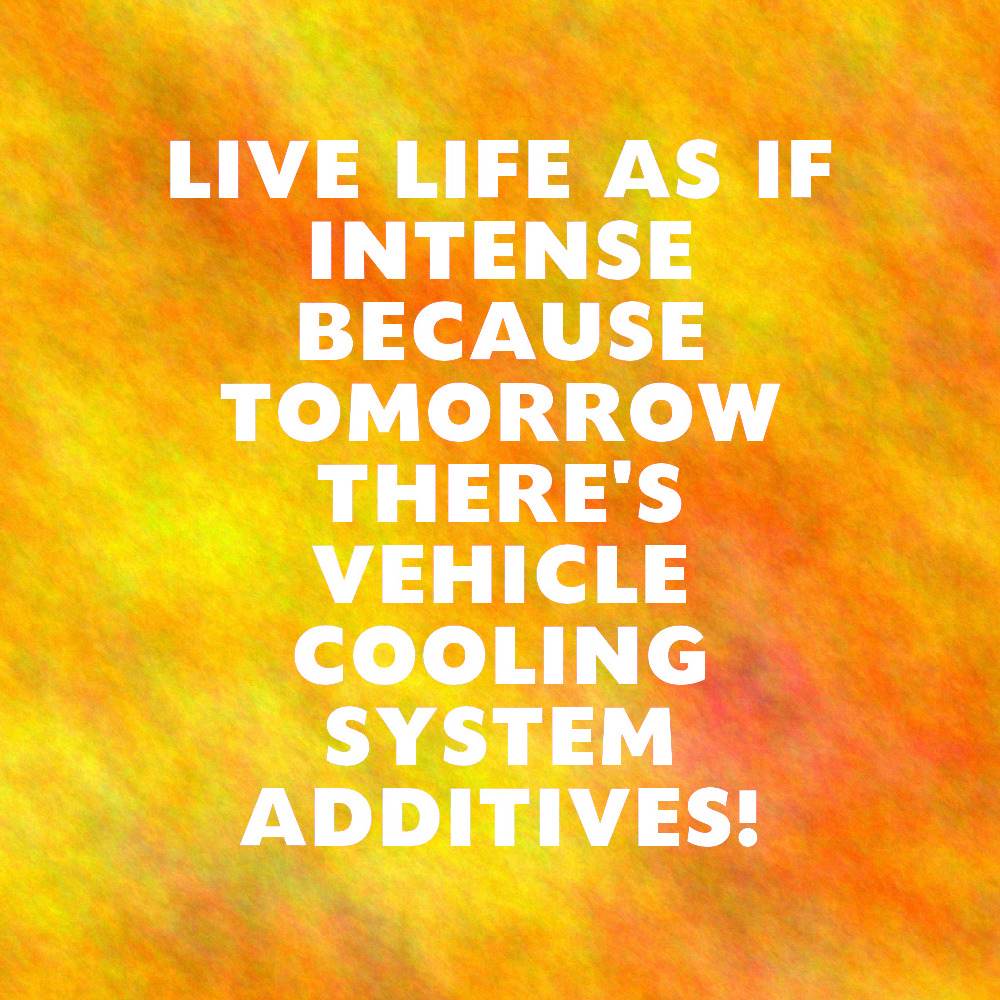 LIVE LIFE AS IF
INTENSE
BECAUSE
TOMORROW
THERE'S
VEHICLE
COOLING
SYSTEM
ADDITIVES!